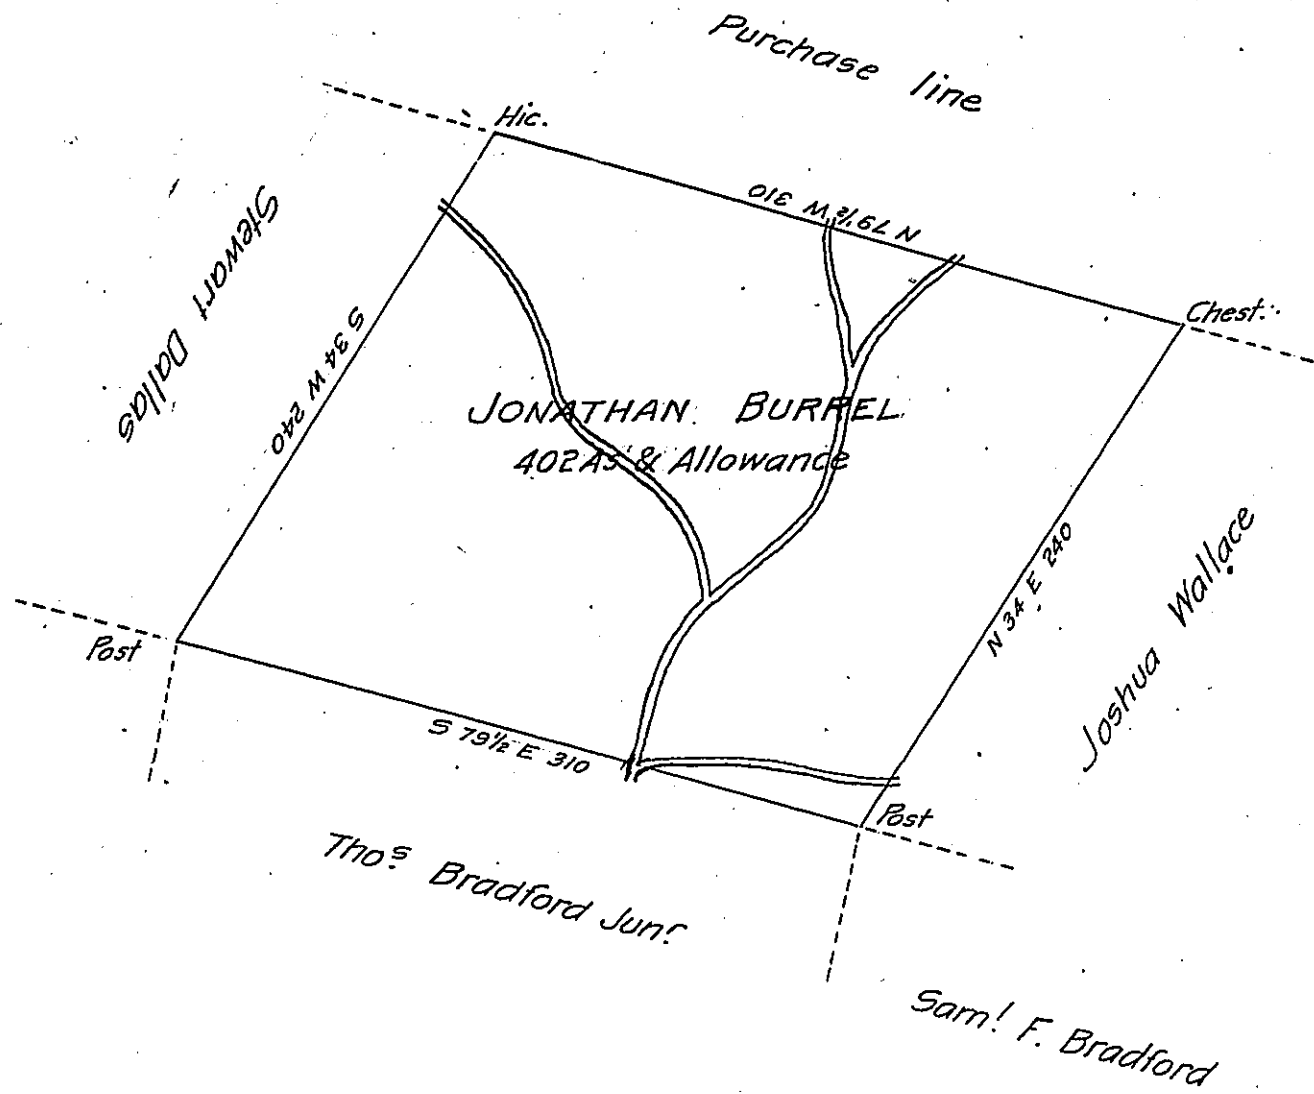 Purchase line
Hic.
N 79½ W 310
Chest.
Stewart Dallas
S 34 W 240
JONATHAN BURREL
402 As & Allowance
N 34 E 240
Joshua Wallace
Post
S 79½ E 310
Post
Thos Bradford Junr
Saml F. Bradford